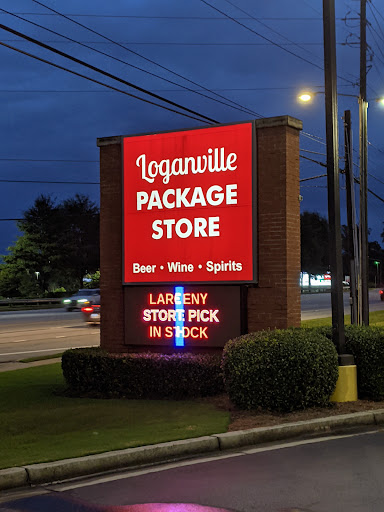 Loganville
PACKAGE
STORE
Beer • Wine • Spirits
LARCENY
STORE PICK
IN STOCK